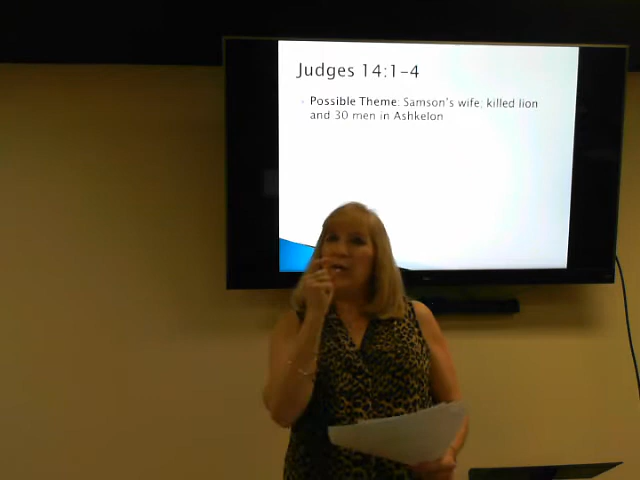 Judges 14:1-4
Possible Theme: Samson's wife; killed lion
and 30 men in Ashkelon